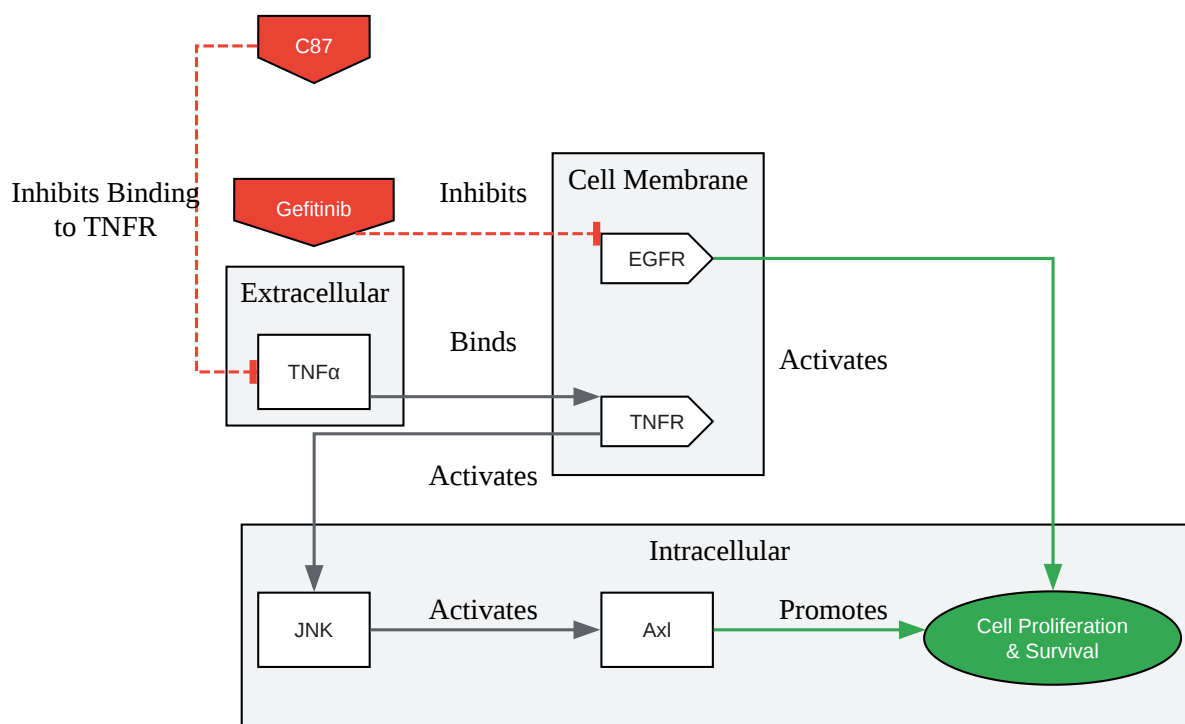 C87
Inhibits Binding
to TNFR
Gefitinib
Inhibits
Cell Membrane
EGFR
Extracellular
TNFα
Binds
TNFR
Activates
Activates
Intracellular
JNK
Activates
Axl
Promotes
Cell Proliferation
& Survival